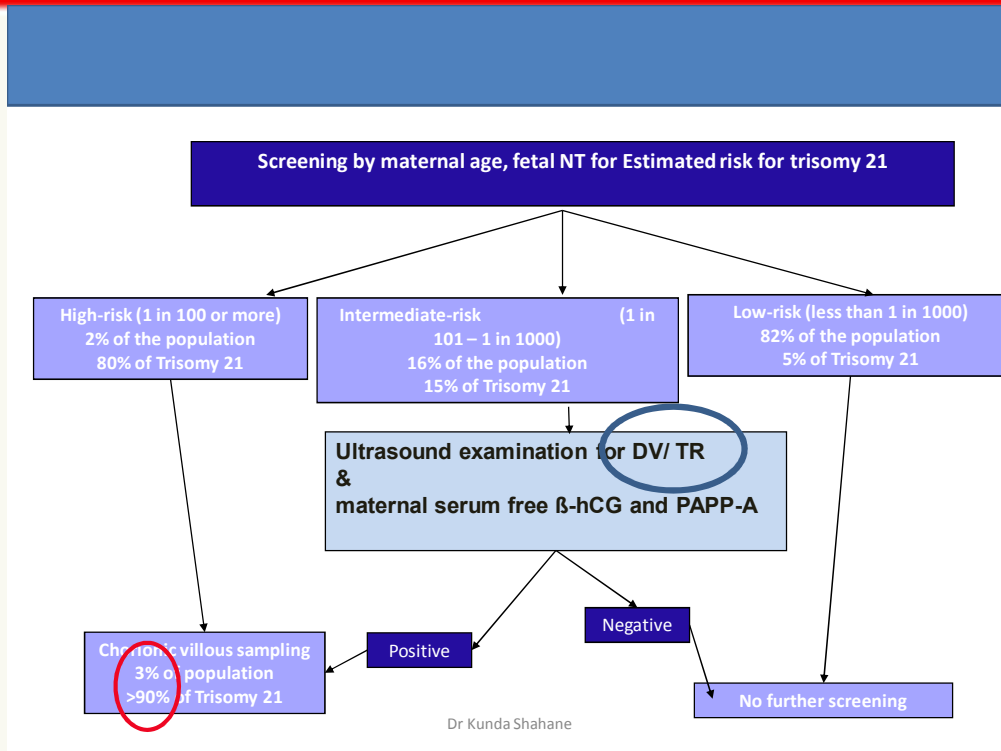 Screening by maternal age, fetal NT for Estimated risk for trisomy 21
High-risk (1 in 100 or more)
2% of the population
80% of Trisomy 21
Intermediate-risk (1 in
101 – 1 in 1000)
16% of the population
15% of Trisomy 21
Low-risk (less than 1 in 1000)
82% of the population
5% of Trisomy 21
Ultrasound examination for DV/ TR
&
maternal serum free ß-hCG and PAPP-A
Positive
Negative
Chorionic villous sampling
3% of population
>90% of Trisomy 21
No further screening
Dr Kunda Shahane